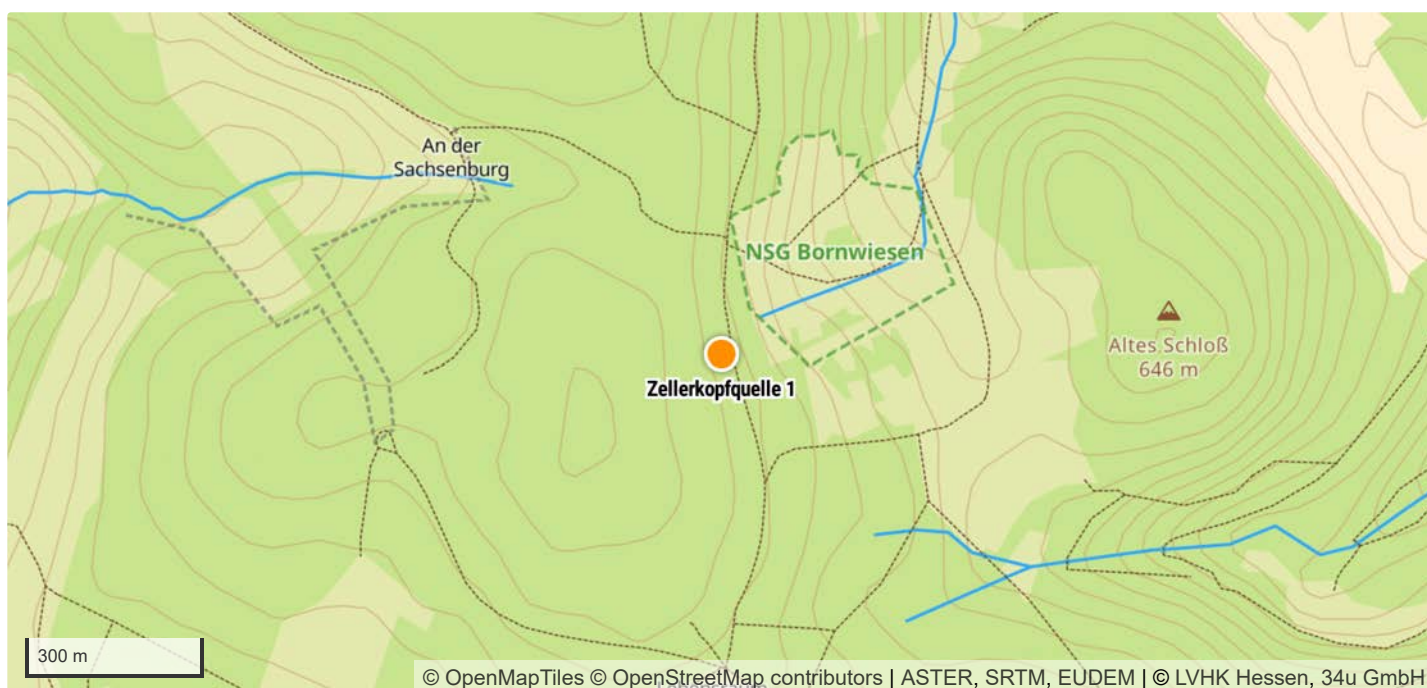 An der
Sachsenburg
NSG Bornwiesen
Altes Schloß
646 m
Zellerkopfquelle 1
300 m
© OpenMapTiles © OpenStreetMap contributors | ASTER, SRTM, EUDEM | © LVHK Hessen, 34u GmbH